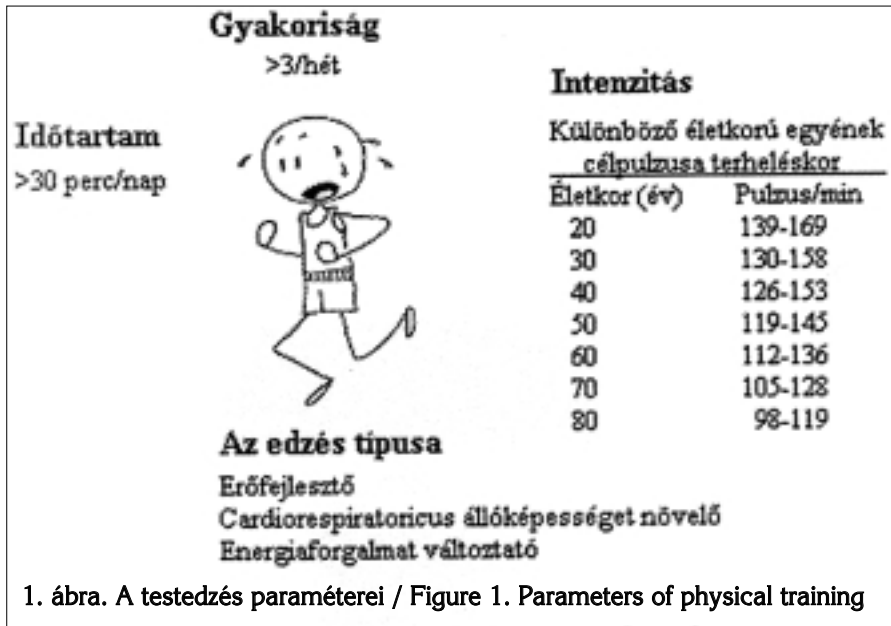 Gyakoriság
>3/hét
Időtartam
>30 perc/nap
Intenzitás
Különböző életkorú egyének
célpulzusa terheléskor
Életkor (év) Pulzus/min
20 139-169
30 130-158
40 126-153
50 119-145
60 112-136
70 105-128
80 98-119
Az edzés típusa
Erőfejlesztő
Cardiorespiratoricus állóképességet növelő
Energiaforgalmat változtató
1. ábra. A testedzés paraméterei / Figure 1. Parameters of physical training